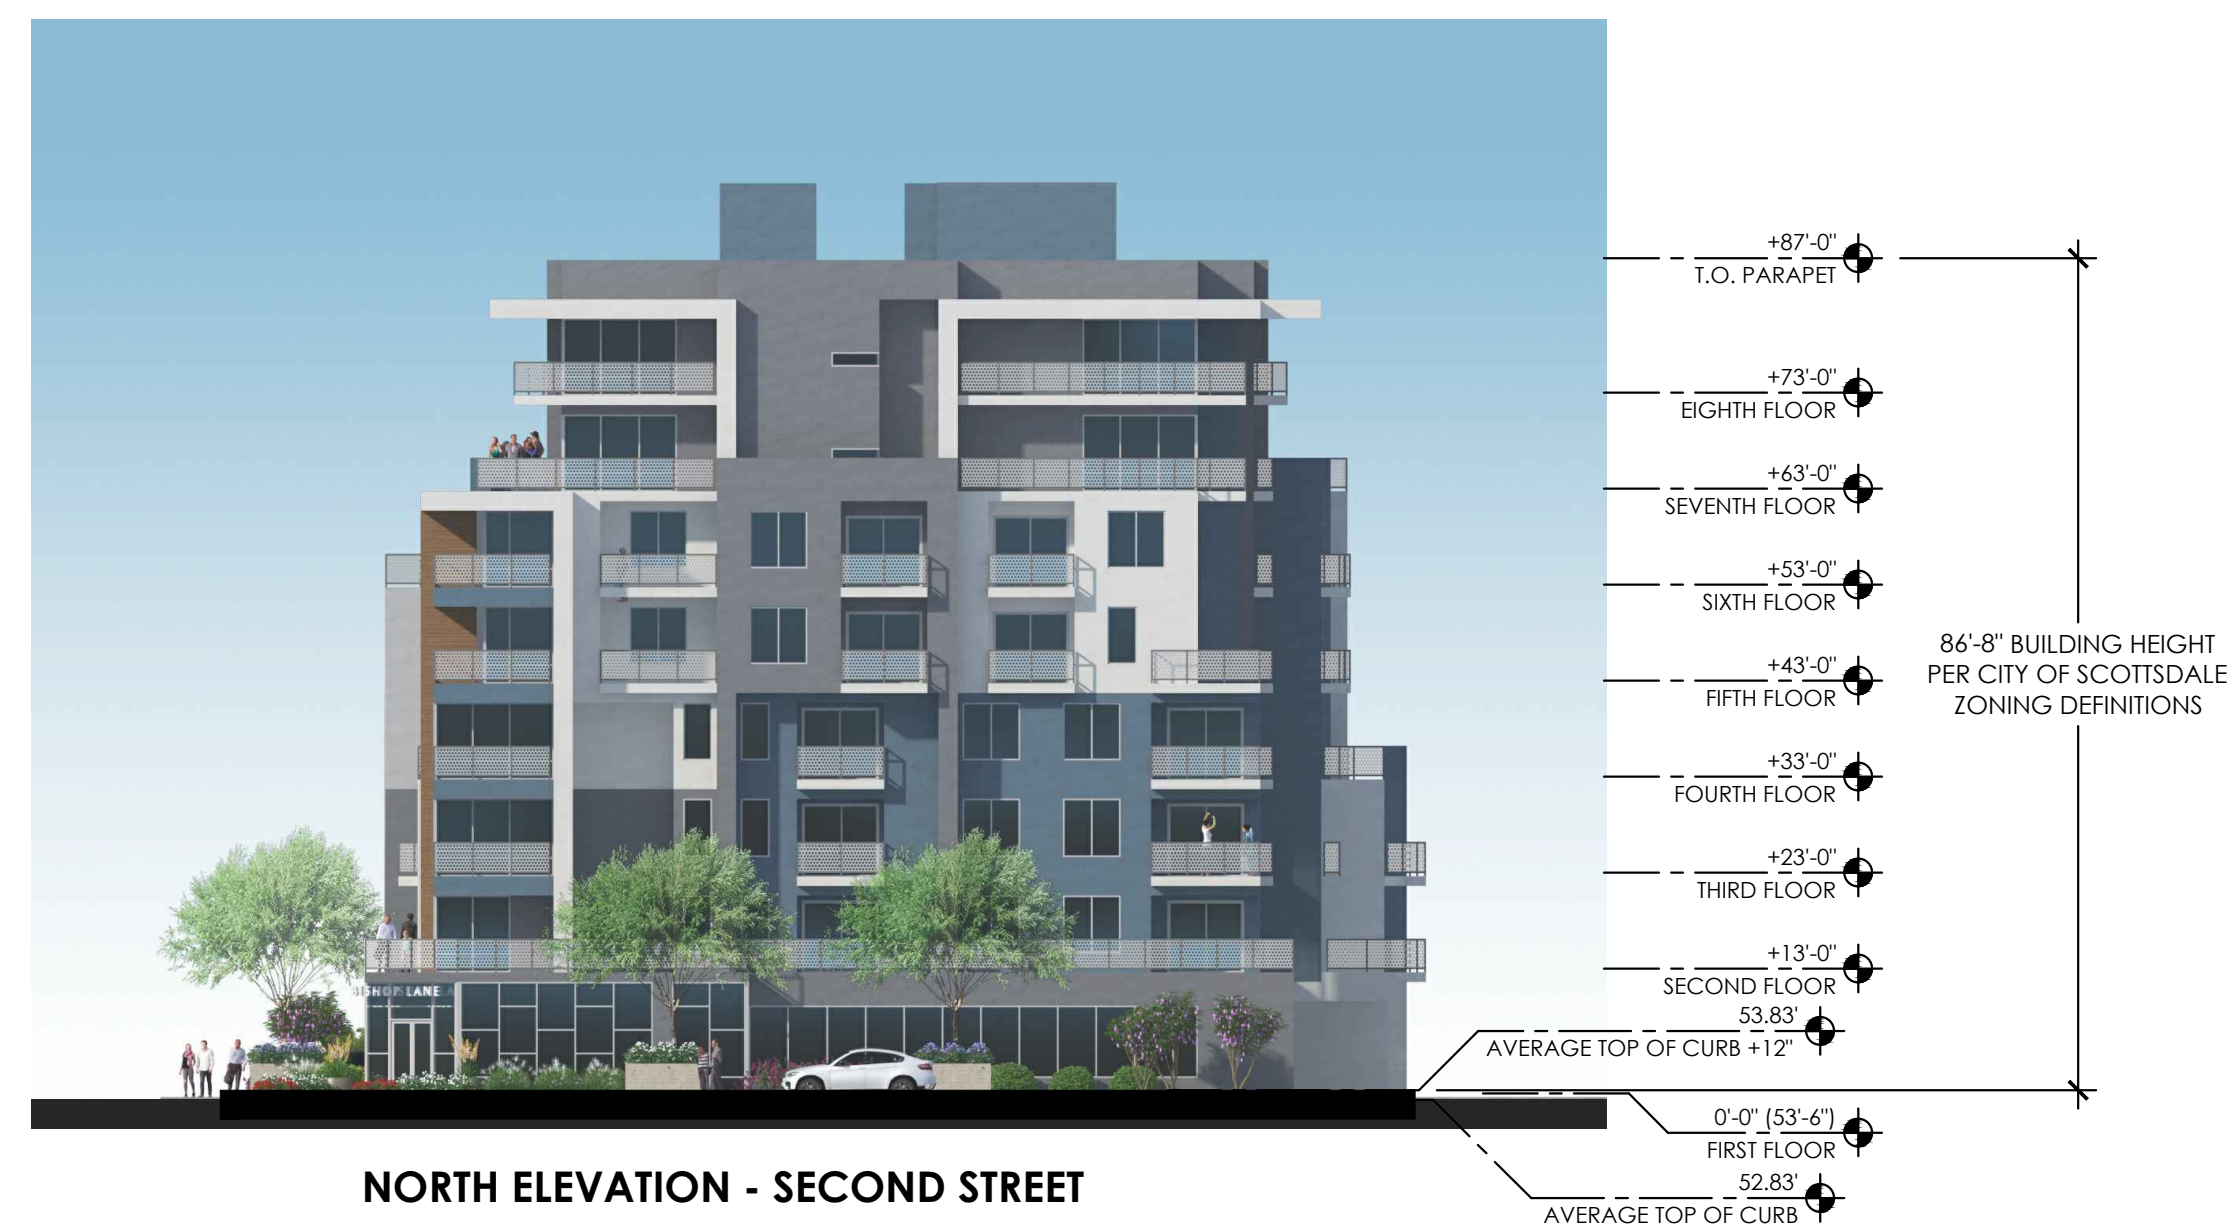 +87'-0"
T.O. PARAPET
+73'-0"
EIGHTH FLOOR
+63'-0"
SEVENTH FLOOR
+53'-0"
SIXTH FLOOR
86'-8" BUILDING HEIGHT
PER CITY OF SCOTTSDALE
ZONING DEFINITIONS
+43'-0"
FIFTH FLOOR
+33'-0"
FOURTH FLOOR
+23'-0"
THIRD FLOOR
+13'-0"
SECOND FLOOR
BISHOPS LANE
53.83'
AVERAGE TOP OF CURB +12"
0'-0" (53'-6")
FIRST FLOOR
52.83'
AVERAGE TOP OF CURB
NORTH ELEVATION - SECOND STREET